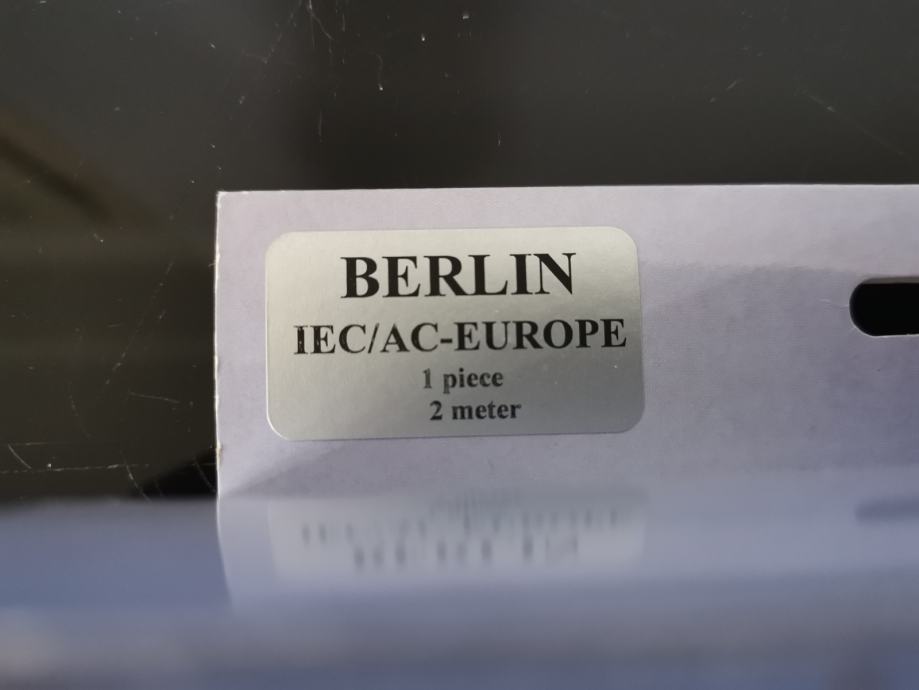 BERLIN
IEC/AC-EUROPE
1 piece
2 meter